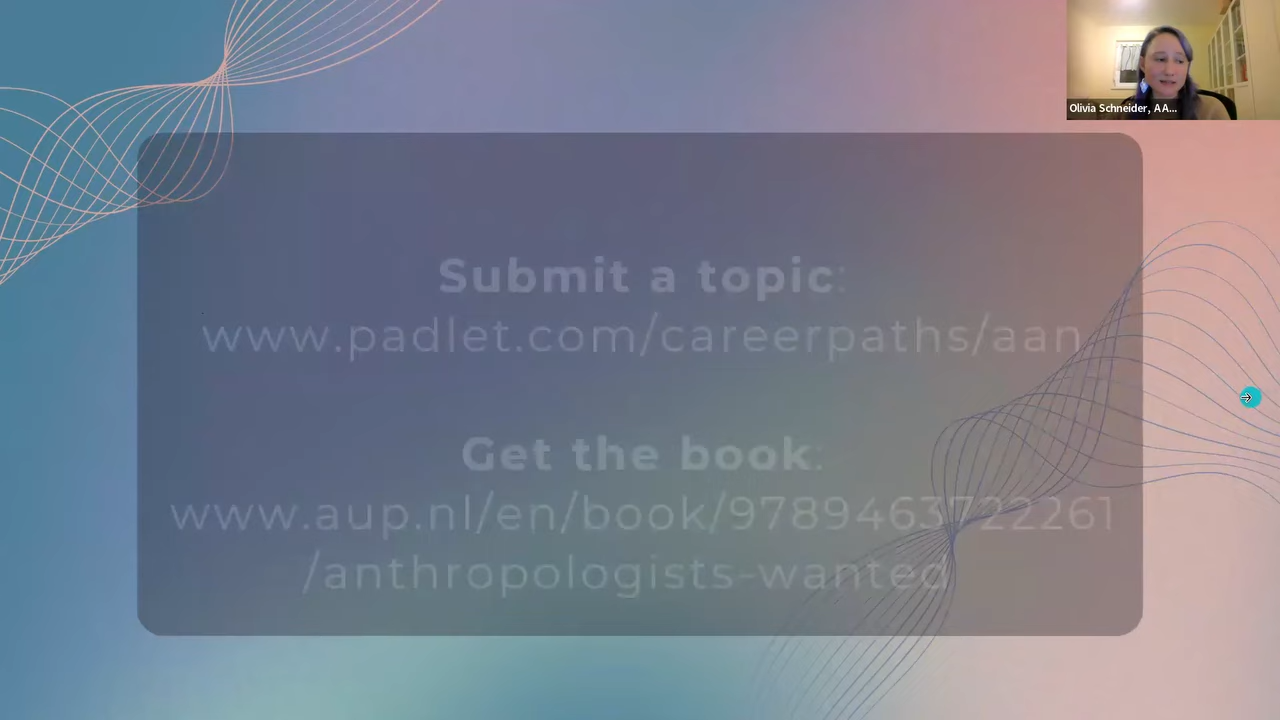 Olivia Schneider, AA...
Submit a topic:
www.padlet.com/careerpaths/aan
Get the book:
www.aup.nl/en/book/9789463722261
/anthropologists-wanted